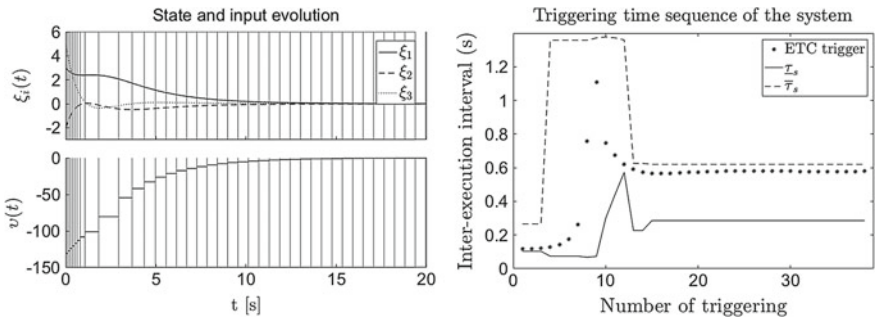 State and input evolution
6
4
2
0
-2
ξi(t)
ξ1
ξ2
ξ3
0
-50
-100
-150
v(t)
0 5 10 15 20
t [s]
Triggering time sequence of the system
Inter-execution interval (s)
1.2
1
0.8
0.6
0.4
0.2
0
ETC trigger
τ̲s
τ̅s
0 10 20 30
Number of triggering